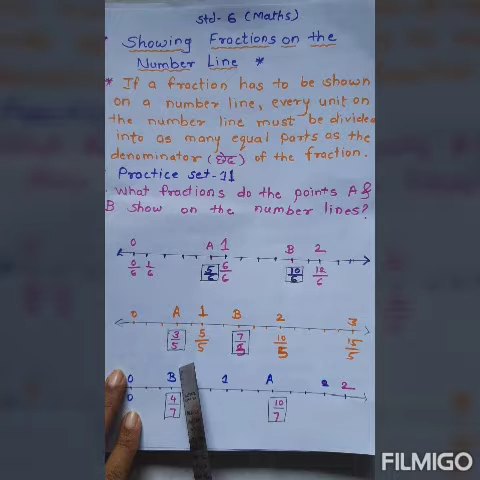 Std- 6 (Maths)
* Showing Fractions on the
Number Line *
* If a fraction has to be shown
on a number line, every unit on
the number line must be divided
into as many equal parts as the
denominator (छेद) of the fraction.
Practice set-11
What fractions do the points A &
B show on the number lines?
0 A 1 B 2
0/6 1/6 5/6 6/6 10/6 12/6
0 A 1 B 2 3
3/5 5/5 7/5 10/5 15/5
0 B 1 A 2
0 4/7 10/7
FILMIGO